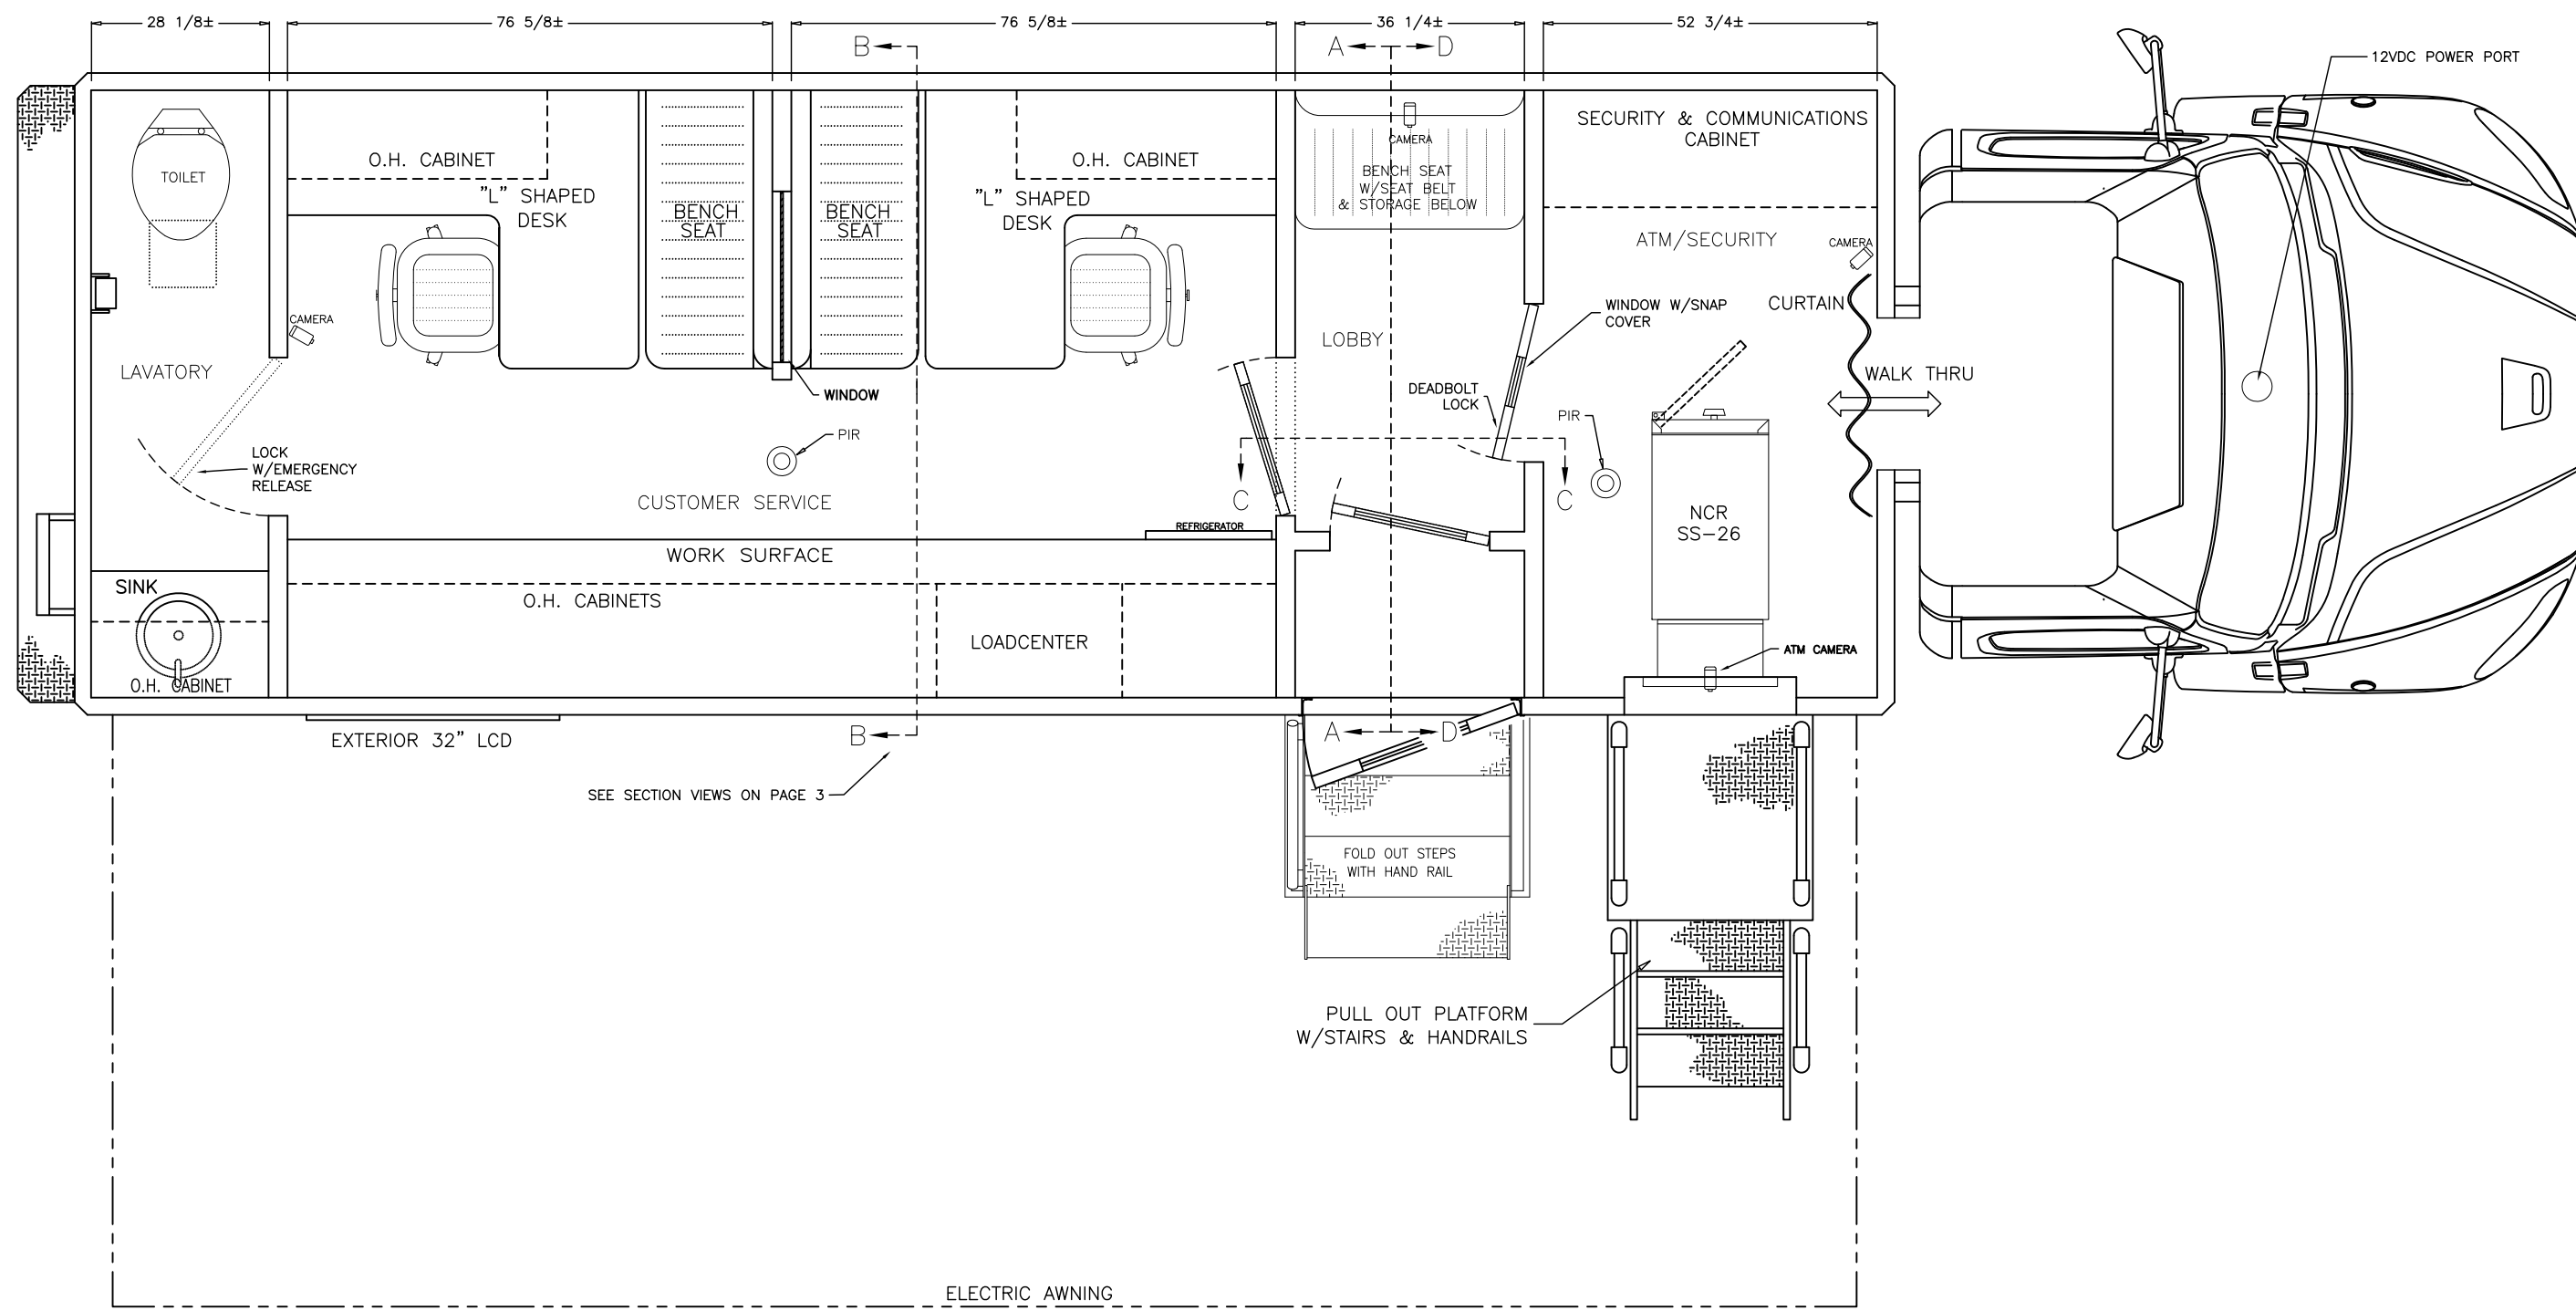 28 1/8±
76 5/8±
76 5/8±
36 1/4±
52 3/4±
B
A
D
12VDC POWER PORT
TOILET
O.H. CABINET
"L" SHAPED
DESK
BENCH
SEAT
BENCH
SEAT
O.H. CABINET
"L" SHAPED
DESK
CAMERA
BENCH SEAT
W/SEAT BELT
& STORAGE BELOW
SECURITY & COMMUNICATIONS
CABINET
ATM/SECURITY
CAMERA
CURTAIN
WINDOW W/SNAP
COVER
CAMERA
LAVATORY
LOBBY
WALK THRU
WINDOW
DEADBOLT
LOCK
PIR
PIR
LOCK
W/EMERGENCY
RELEASE
CUSTOMER SERVICE
C
C
NCR
SS-26
REFRIGERATOR
WORK SURFACE
SINK
O.H. CABINETS
LOADCENTER
ATM CAMERA
O.H. CABINET
EXTERIOR 32" LCD
B
A
D
SEE SECTION VIEWS ON PAGE 3
FOLD OUT STEPS
WITH HAND RAIL
PULL OUT PLATFORM
W/STAIRS & HANDRAILS
ELECTRIC AWNING